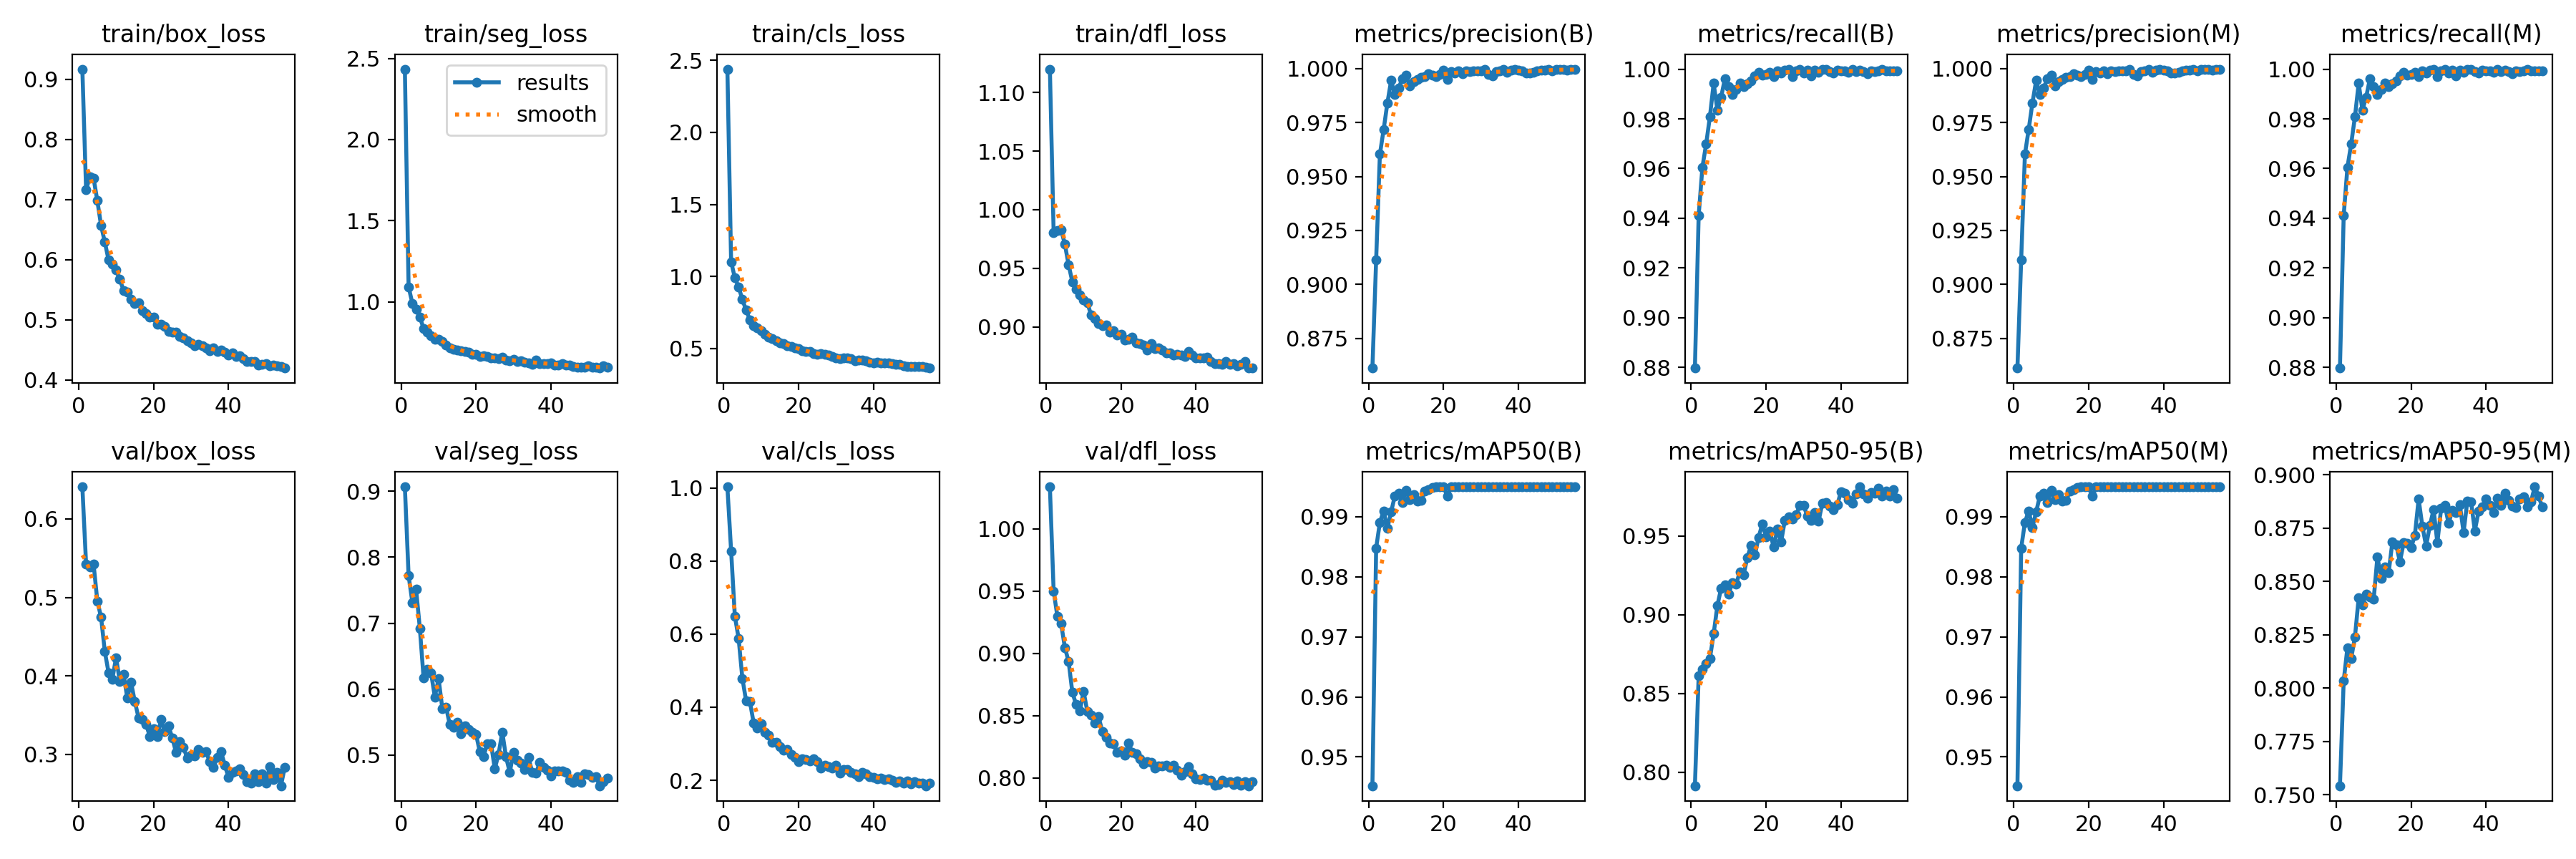 train/box_loss
0.9
0.8
0.7
0.6
0.5
0.4
0 20 40
train/seg_loss
results
smooth
2.5
2.0
1.5
1.0
0 20 40
train/cls_loss
2.5
2.0
1.5
1.0
0.5
0 20 40
train/dfl_loss
1.10
1.05
1.00
0.95
0.90
0 20 40
metrics/precision(B)
1.000
0.975
0.950
0.925
0.900
0.875
0 20 40
metrics/recall(B)
1.00
0.98
0.96
0.94
0.92
0.90
0.88
0 20 40
metrics/precision(M)
1.000
0.975
0.950
0.925
0.900
0.875
0 20 40
metrics/recall(M)
1.00
0.98
0.96
0.94
0.92
0.90
0.88
0 20 40
val/box_loss
0.6
0.5
0.4
0.3
0 20 40
val/seg_loss
0.9
0.8
0.7
0.6
0.5
0 20 40
val/cls_loss
1.0
0.8
0.6
0.4
0.2
0 20 40
val/dfl_loss
1.00
0.95
0.90
0.85
0.80
0 20 40
metrics/mAP50(B)
0.99
0.98
0.97
0.96
0.95
0 20 40
metrics/mAP50-95(B)
0.95
0.90
0.85
0.80
0 20 40
metrics/mAP50(M)
0.99
0.98
0.97
0.96
0.95
0 20 40
metrics/mAP50-95(M)
0.900
0.875
0.850
0.825
0.800
0.775
0.750
0 20 40